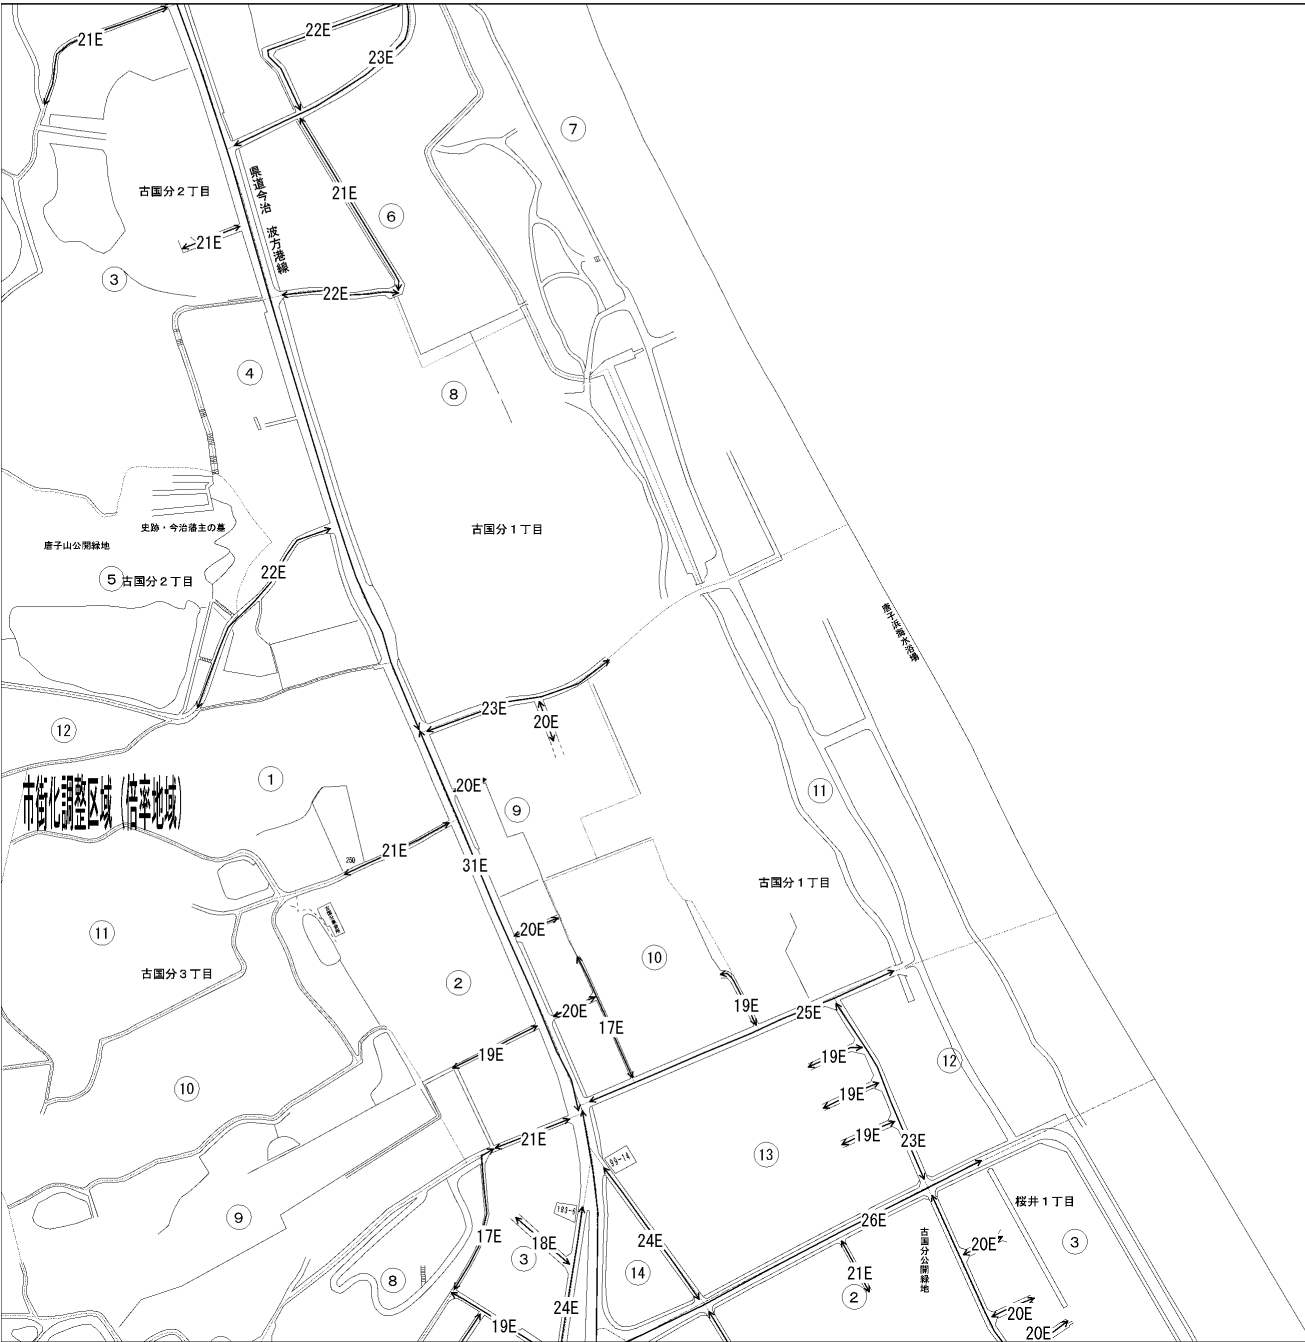 21E
22E
23E
⑦
古国分2丁目
県道今治　波方港線
21E
⑥
21E
③
22E
④
⑧
史跡・今治藩主の墓
古国分1丁目
唐子山公開緑地
22E
⑤
古国分2丁目
唐子浜海水浴場
23E
20E
⑫
①
20E
市街化調整区域（倍率地域）
⑪
⑨
21E
250
31E
古国分1丁目
⑪
20E
⑩
古国分3丁目
②
19E
25E
20E
17E
19E
19E
⑫
⑩
19E
19E
21E
23E
99-14
⑬
桜井1丁目
183-6
⑨
26E
17E
18E
24E
古国分公開緑地
20E
③
③
⑧
⑭
21E
②
24E
20E
19E
20E